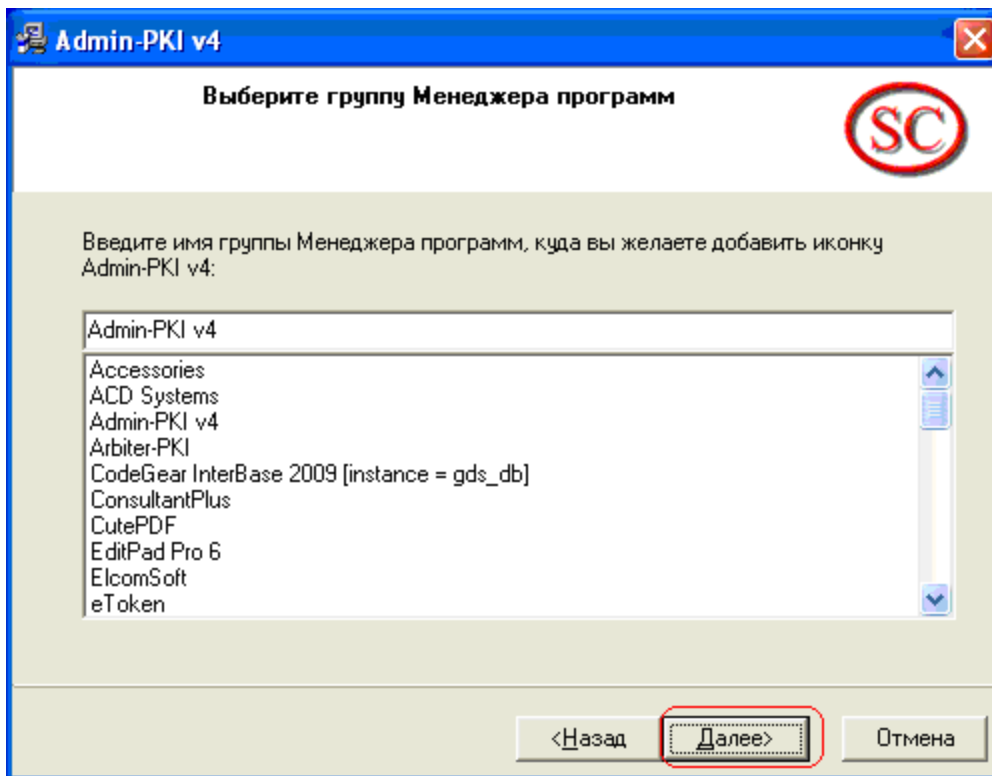 Admin-PKI v4
Выберите группу Менеджера программ
SC
Введите имя группы Менеджера программ, куда вы желаете добавить иконку
Admin-PKI v4:
Admin-PKI v4
Accessories
ACD Systems
Admin-PKI v4
Arbiter-PKI
CodeGear InterBase 2009 [instance = gds_db]
ConsultantPlus
CutePDF
EditPad Pro 6
ElcomSoft
eToken
<Назад Далее> Отмена